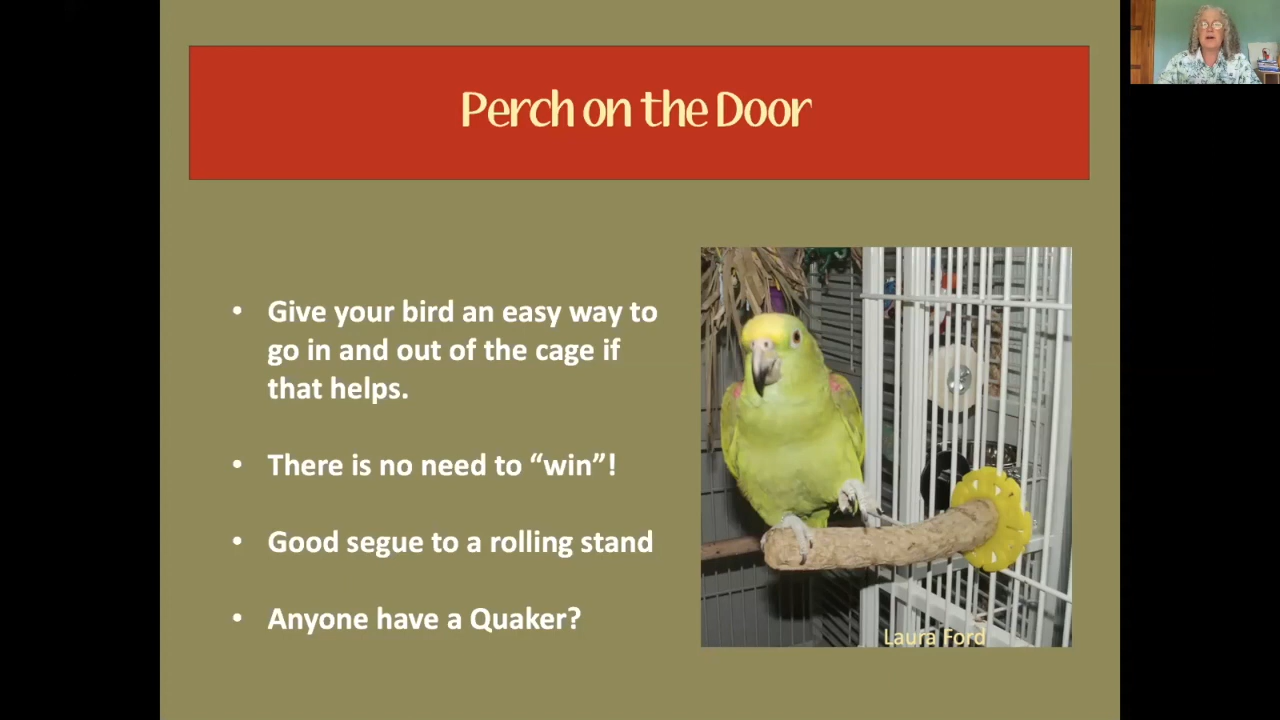 Perch on the Door
• Give your bird an easy way to
go in and out of the cage if
that helps.
• There is no need to “win”!
• Good segue to a rolling stand
• Anyone have a Quaker?
Laura Ford